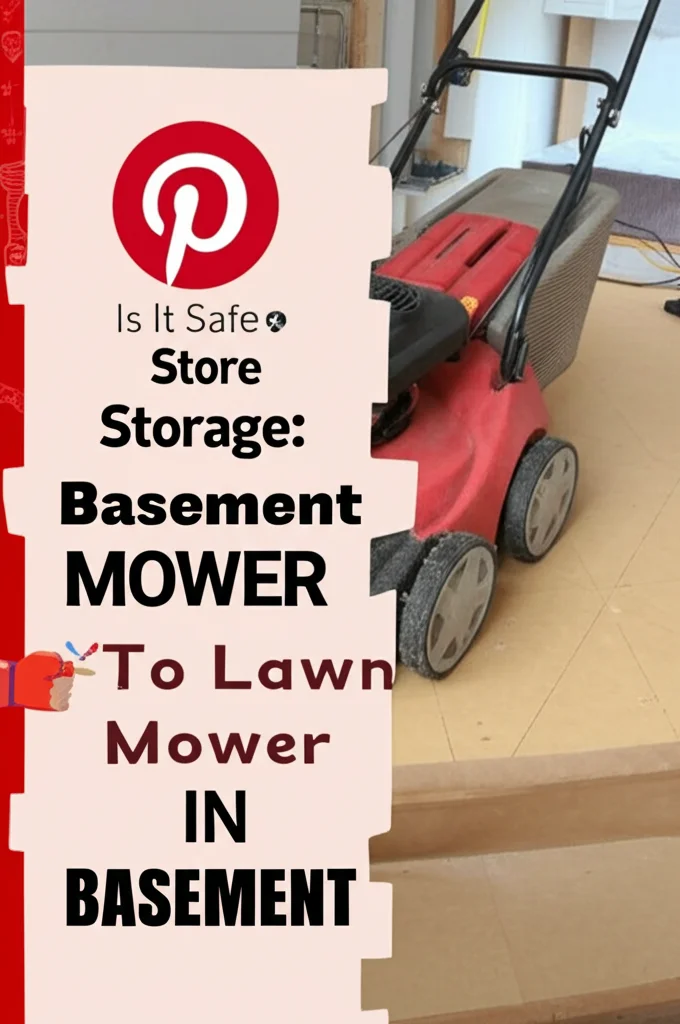 Is It Safe
Store
Storage:
Basement
MOWER
To Lawn
Mower
IN
BASEMENT